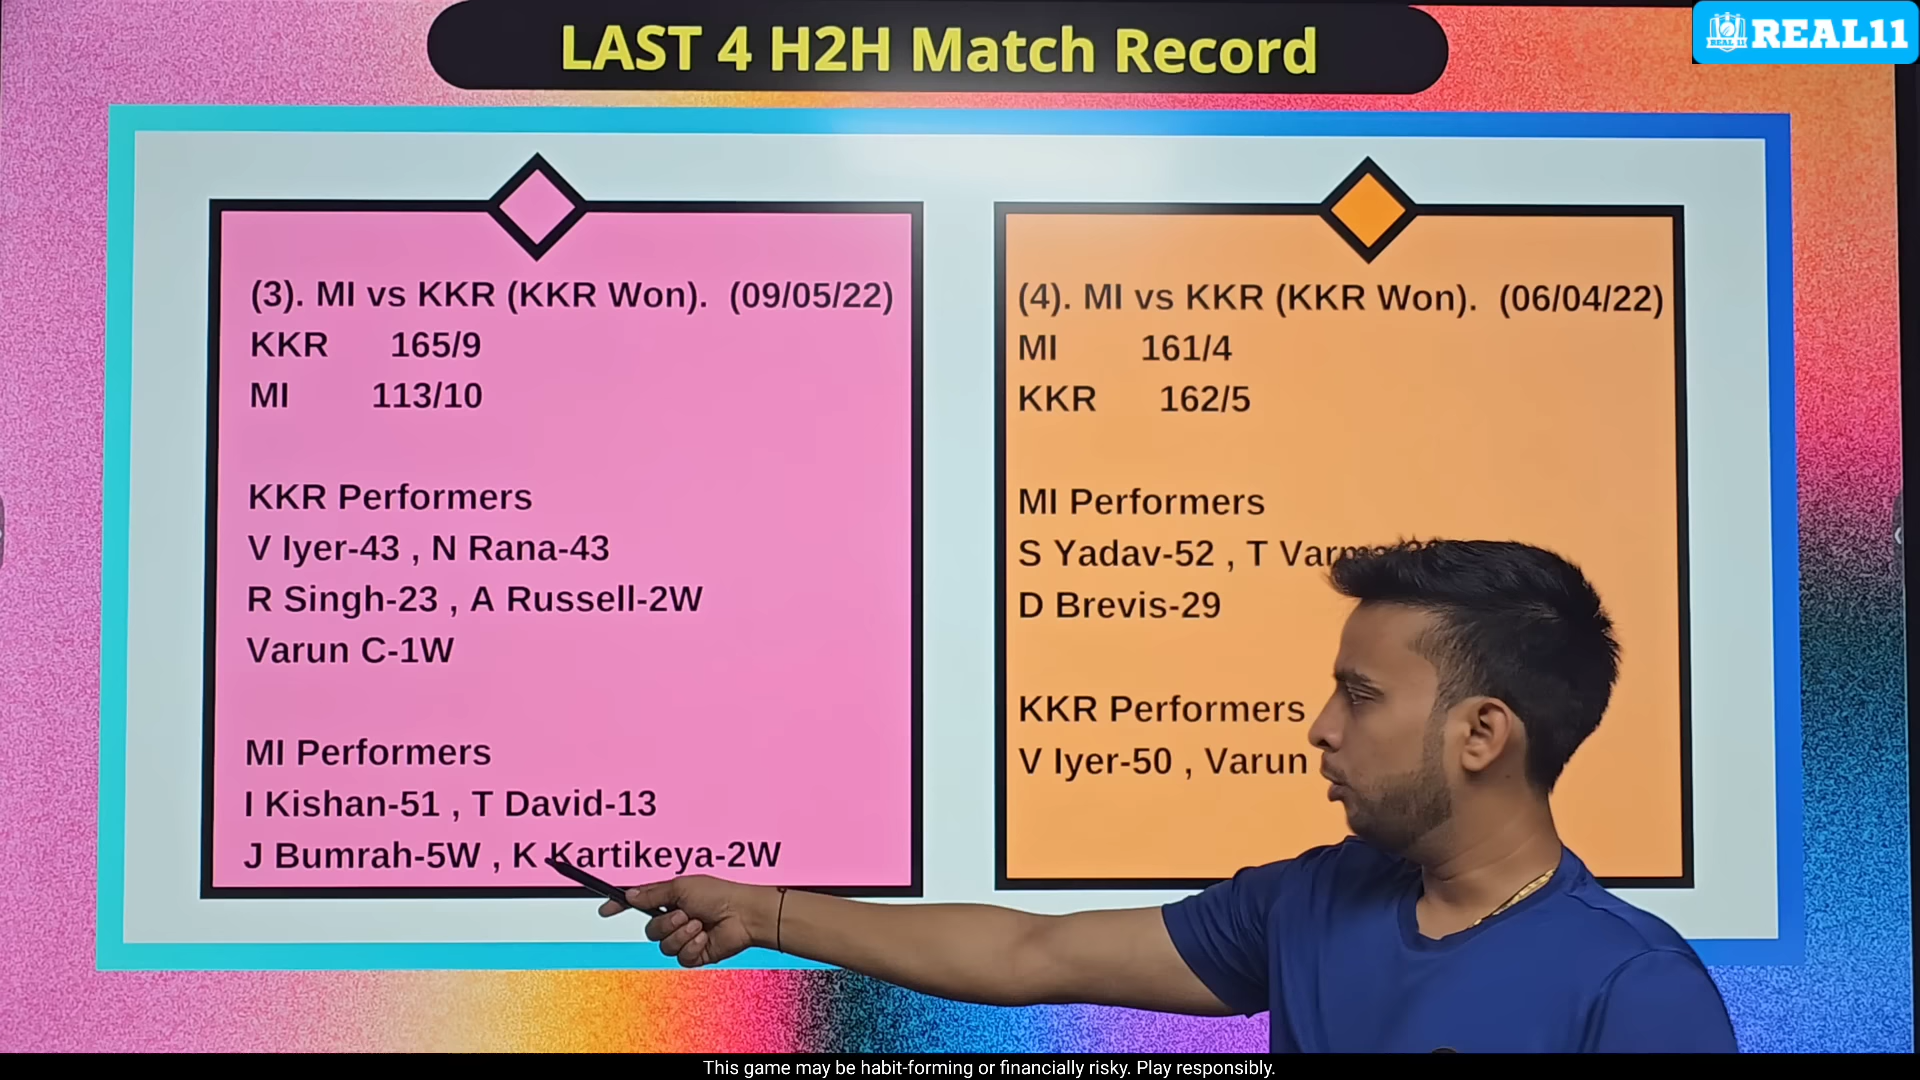 LAST 4 H2H Match Record
REAL 11
REAL11
(3). MI vs KKR (KKR Won). (09/05/22)
KKR 165/9
MI 113/10
KKR Performers
V Iyer-43 , N Rana-43
R Singh-23 , A Russell-2W
Varun C-1W
MI Performers
I Kishan-51 , T David-13
J Bumrah-5W , K Kartikeya-2W
(4). MI vs KKR (KKR Won). (06/04/22)
MI 161/4
KKR 162/5
MI Performers
S Yadav-52 , T
D Brevis-29
KKR Performers
V Iyer-50 , Varun
This game may be habit-forming or financially risky. Play responsibly.